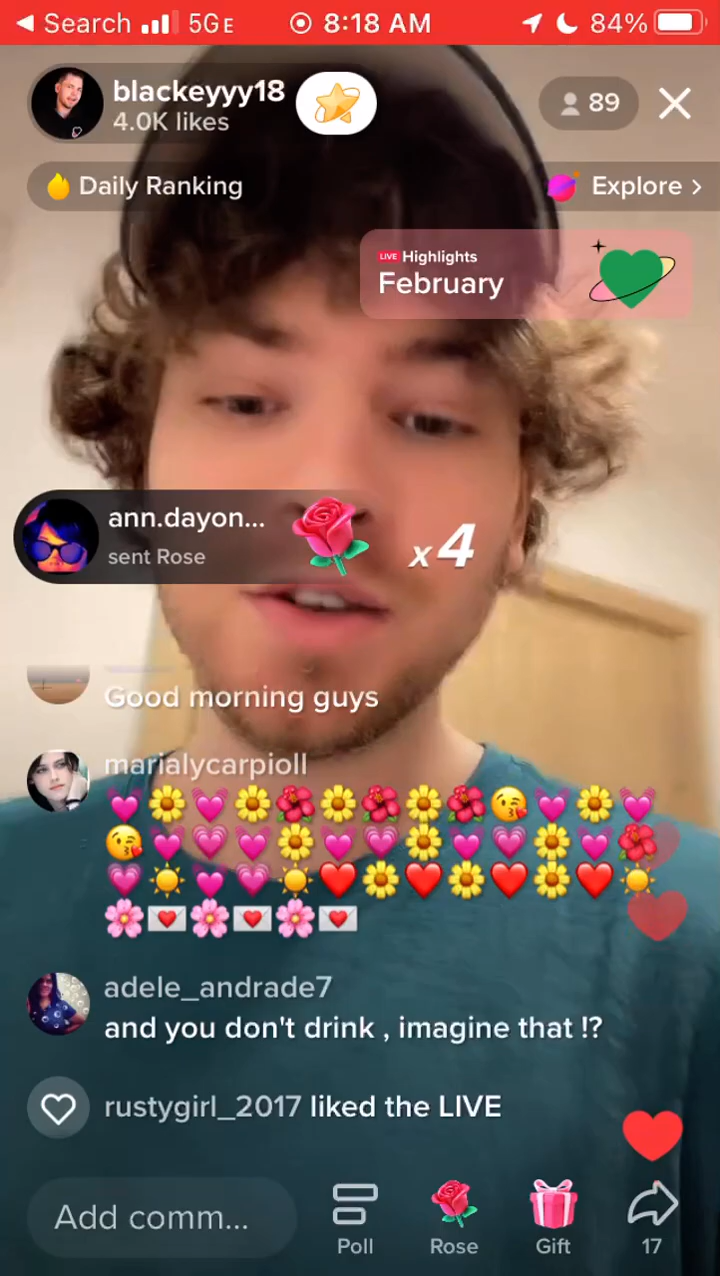 Search 5GE 8:18 AM 84%
blackeyyy18
4.0K likes
89
Daily Ranking
Explore
LIVE Highlights
February
ann.dayon...
sent Rose
x4
Good morning guys
marialycarpioll
adele_andrade7
and you don't drink , imagine that !?
rustygirl_2017 liked the LIVE
Add comm...
Poll
Rose
Gift
17